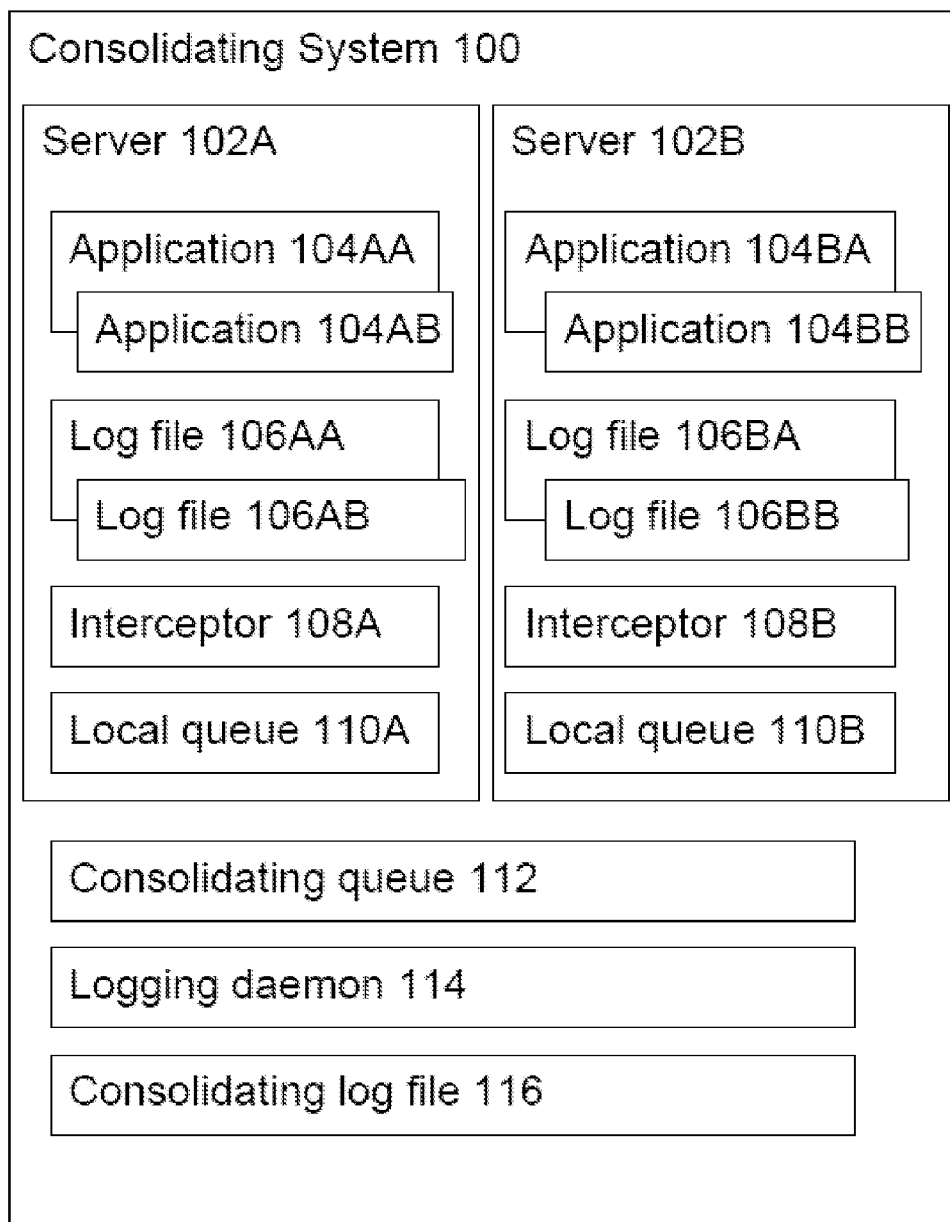 Consolidating System 100
Server 102A
Application 104AA
Application 104AB
Log file 106AA
Log file 106AB
Interceptor 108A
Local queue 110A
Server 102B
Application 104BA
Application 104BB
Log file 106BA
Log file 106BB
Interceptor 108B
Local queue 110B
Consolidating queue 112
Logging daemon 114
Consolidating log file 116